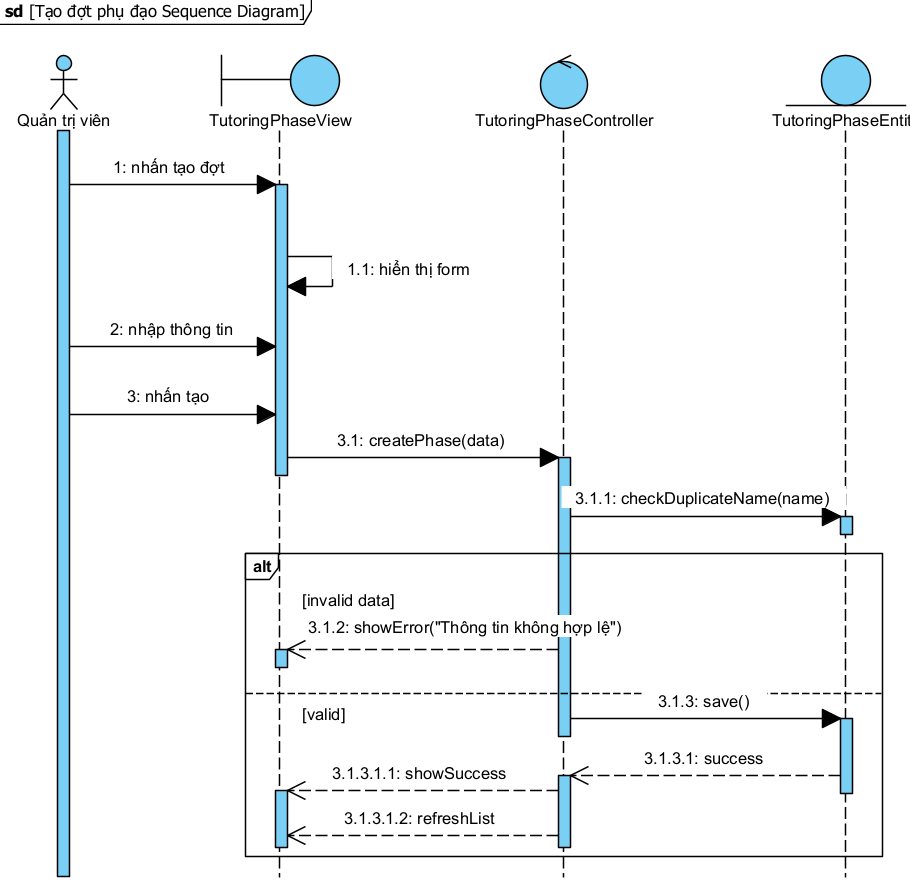 sd [Tạo đợt phụ đạo Sequence Diagram]
Quản trị viên
TutoringPhaseView
TutoringPhaseController
TutoringPhaseEntit
1: nhấn tạo đợt
1.1: hiển thị form
2: nhập thông tin
3: nhấn tạo
3.1: createPhase(data)
3.1.1: checkDuplicateName(name)
alt
[invalid data]
3.1.2: showError("Thông tin không hợp lệ")
3.1.3: save()
[valid]
3.1.3.1: success
3.1.3.1.1: showSuccess
3.1.3.1.2: refreshList